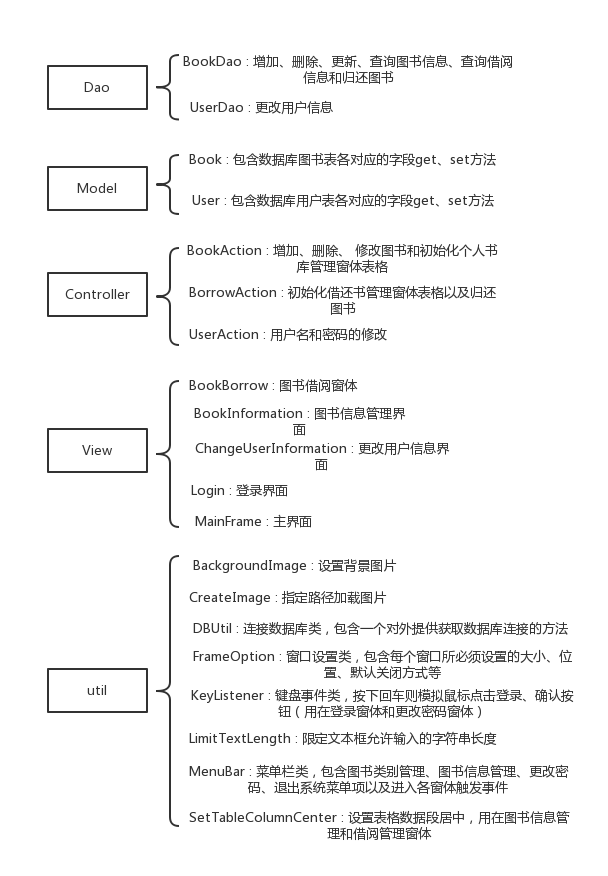 Dao
BookDao : 增加、删除、更新、查询图书信息、查询借阅
信息和归还图书
UserDao : 更改用户信息
Model
Book : 包含数据库图书表各对应的字段get、set方法
User : 包含数据库用户表各对应的字段get、set方法
Controller
BookAction : 增加、删除、 修改图书和初始化个人书
库管理窗体表格
BorrowAction : 初始化借还书管理窗体表格以及归还
图书
UserAction : 用户名和密码的修改
View
BookBorrow : 图书借阅窗体
BookInformation : 图书信息管理界
面
ChangeUserInformation : 更改用户信息界
面
Login : 登录界面
MainFrame : 主界面
util
BackgroundImage : 设置背景图片
CreateImage : 指定路径加载图片
DBUtil : 连接数据库类，包含一个对外提供获取数据库连接的方法
FrameOption : 窗口设置类，包含每个窗口所必须设置的大小、位
置、默认关闭方式等
KeyListener : 键盘事件类，按下回车则模拟鼠标点击登录、确认按
钮（用在登录窗体和更改密码窗体）
LimitTextLength : 限定文本框允许输入的字符串长度
MenuBar : 菜单栏类，包含图书类别管理、图书信息管理、更改密
码、退出系统菜单项以及进入各窗体触发事件
SetTableColumnCenter : 设置表格数据段居中，用在图书信息管
理和借阅管理窗体